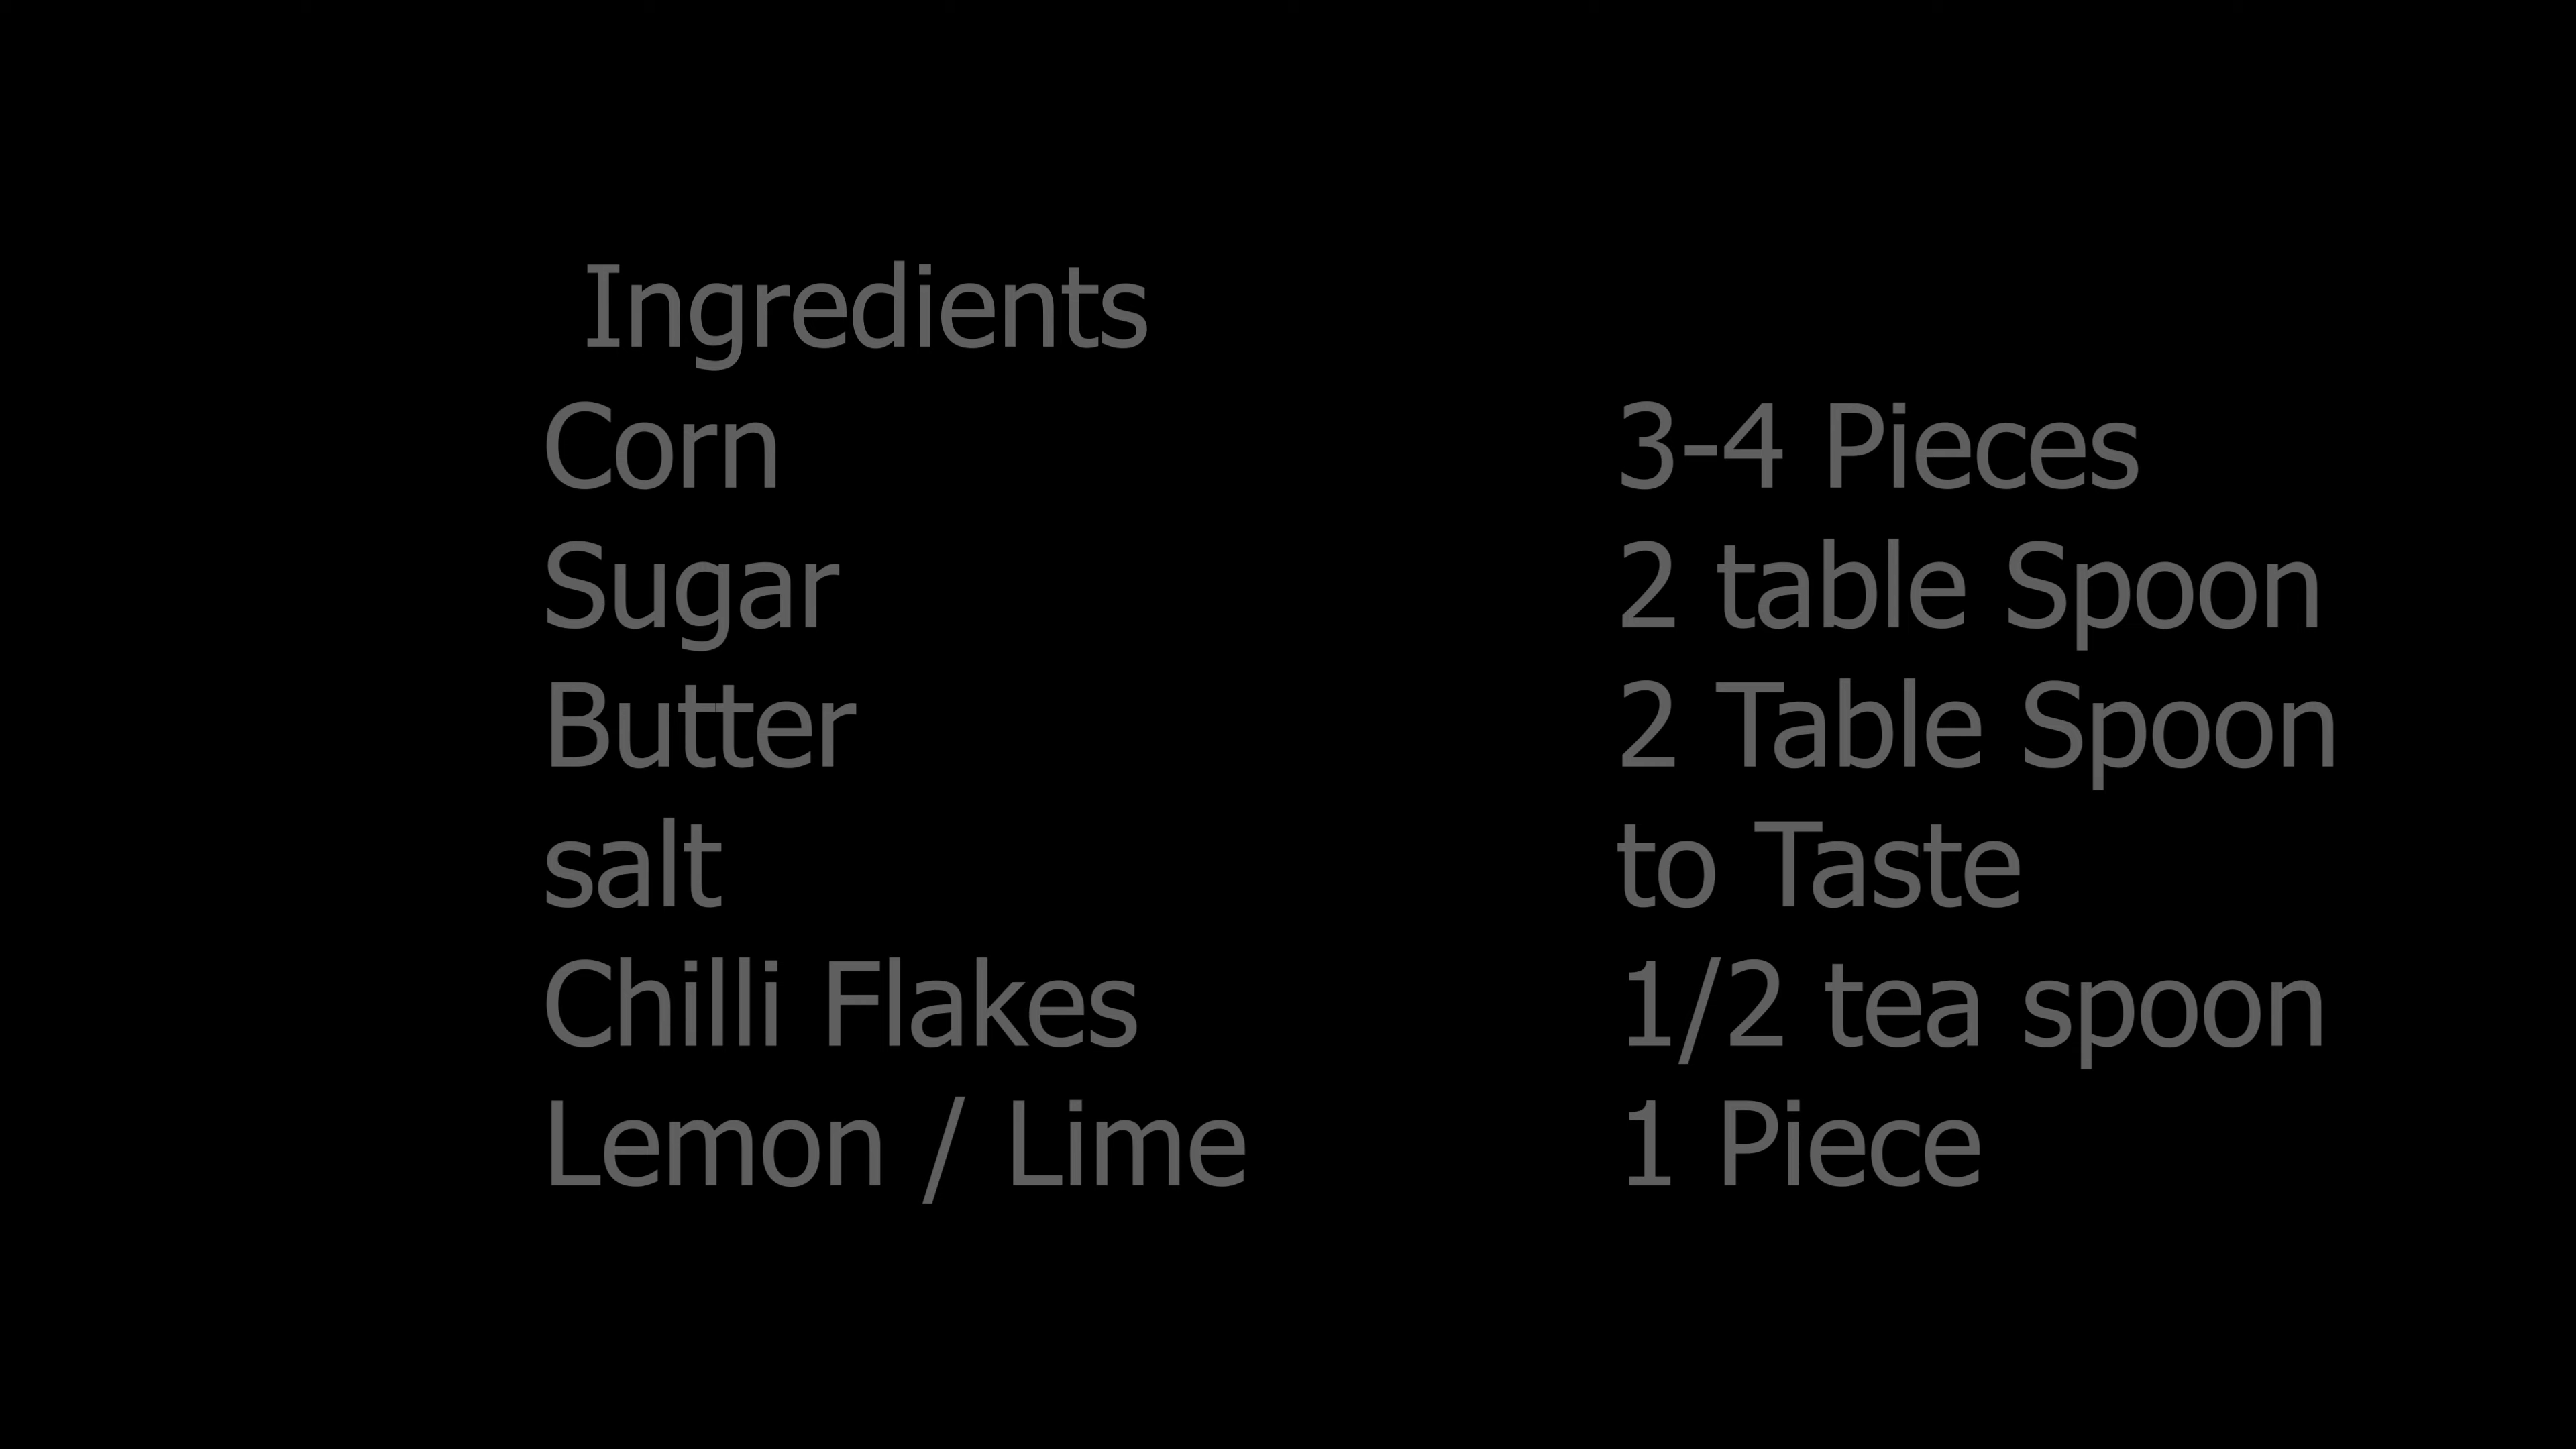 Ingredients
Corn 3-4 Pieces
Sugar 2 table Spoon
Butter 2 Table Spoon
salt to Taste
Chilli Flakes 1/2 tea spoon
Lemon / Lime 1 Piece